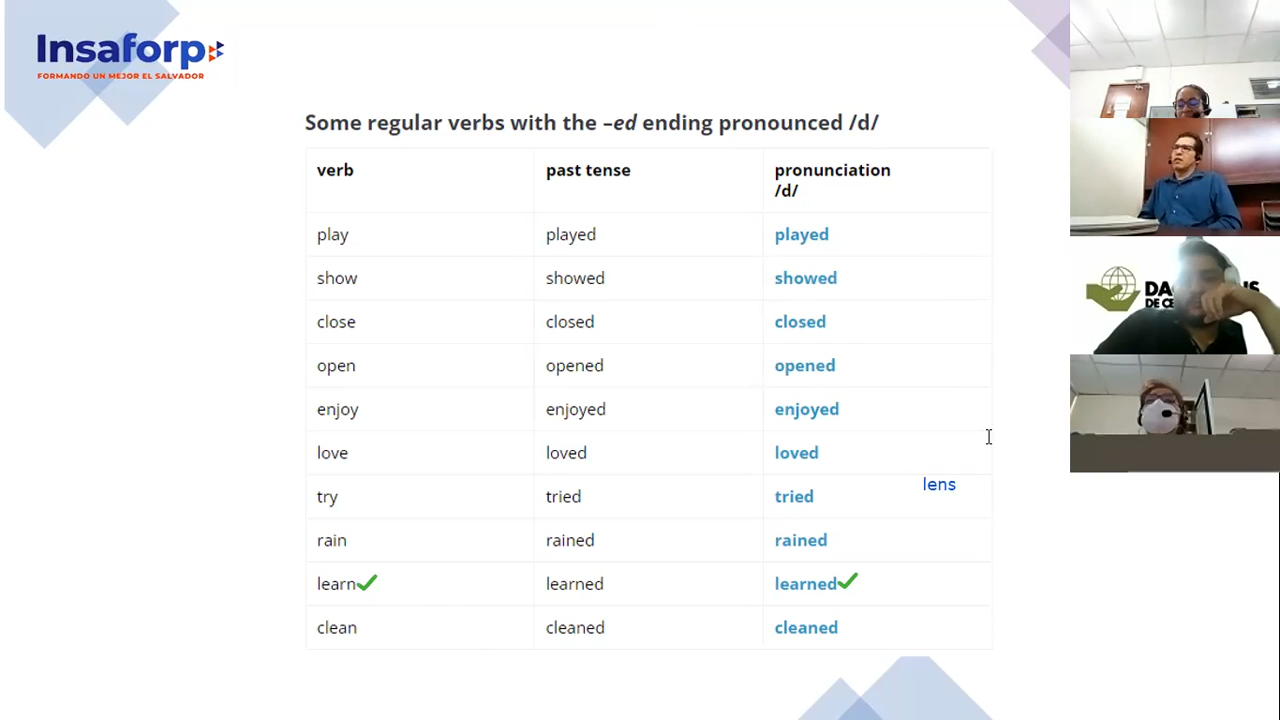 Insaforp
FORMANDO UN MEJOR EL SALVADOR
Some regular verbs with the –ed ending pronounced /d/
verb past tense pronunciation
/d/
play played played
show showed showed
close closed closed
open opened opened
enjoy enjoyed enjoyed
love loved loved
lens
try tried tried
rain rained rained
learn learned learned
clean cleaned cleaned